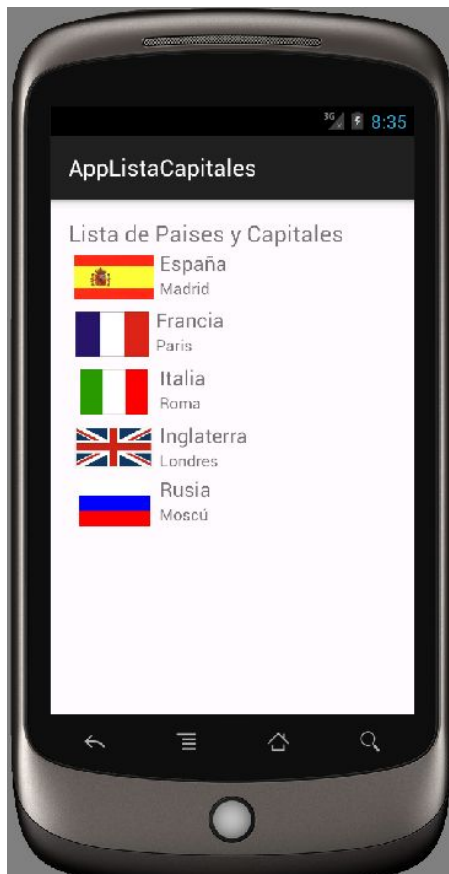 3G 8:35
AppListaCapitales
Lista de Paises y Capitales
España
Madrid
Francia
Paris
Italia
Roma
Inglaterra
Londres
Rusia
Moscú